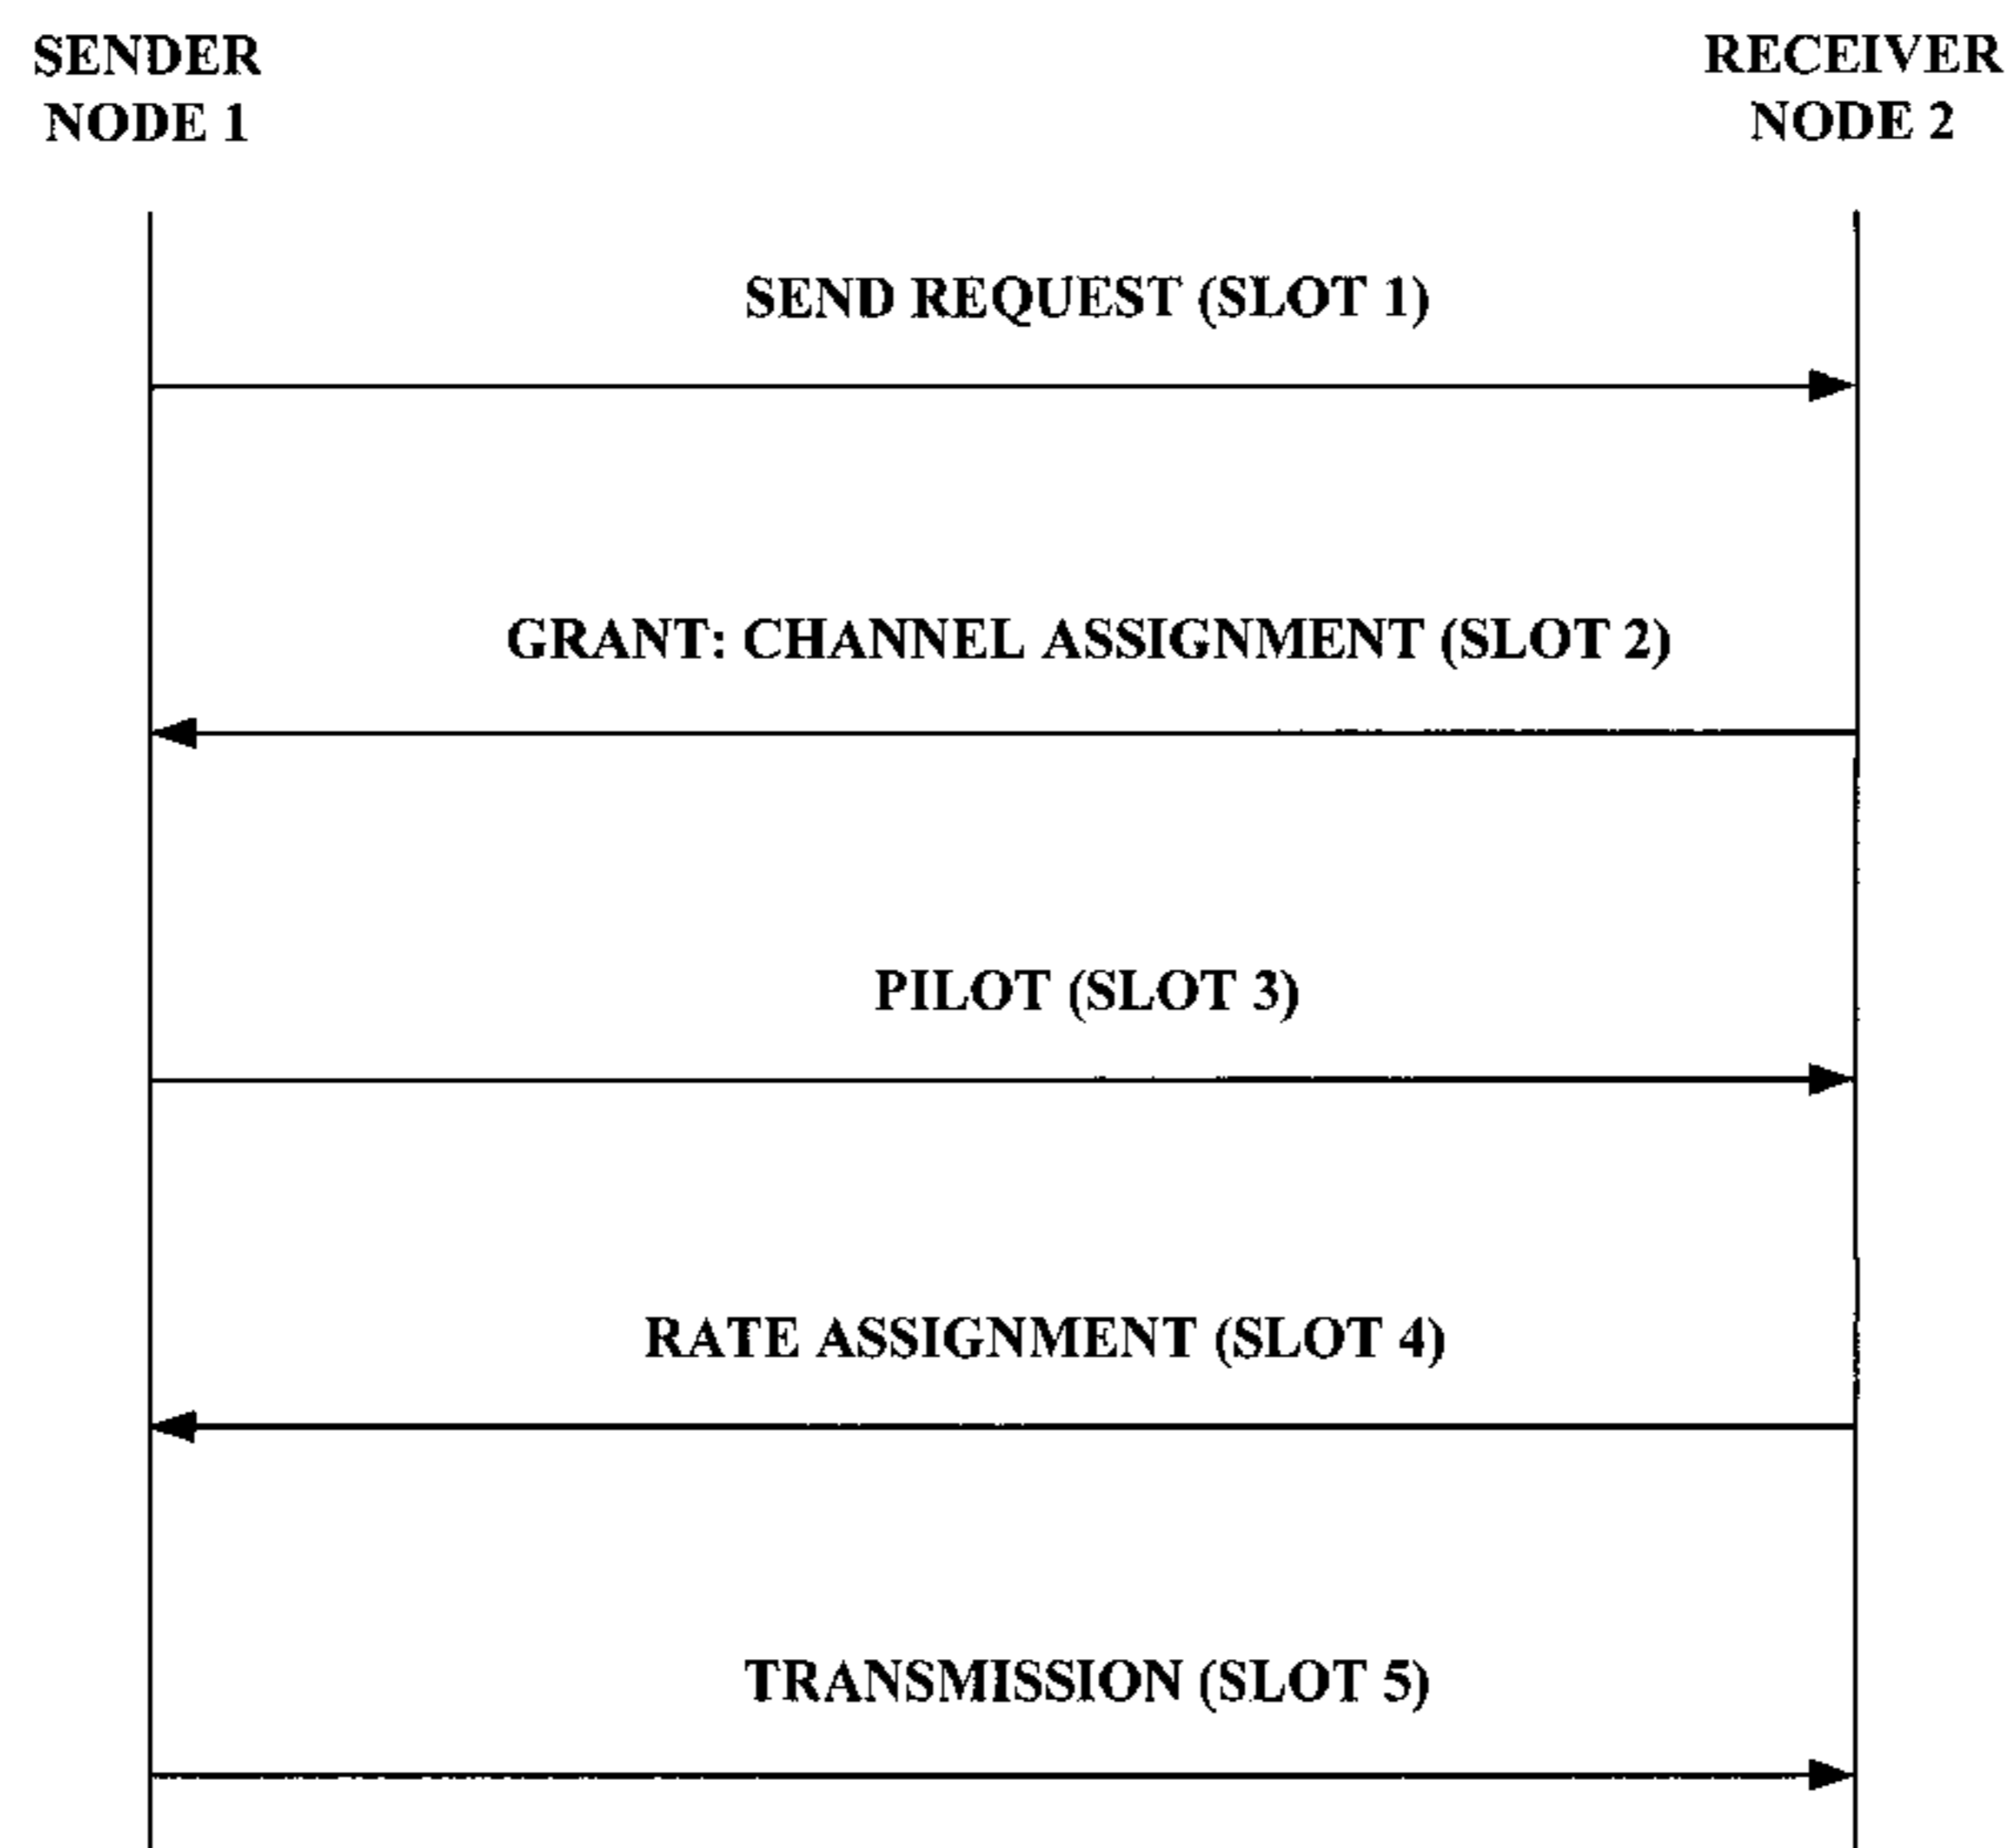 SENDER
NODE 1
RECEIVER
NODE 2
SEND REQUEST (SLOT 1)
GRANT: CHANNEL ASSIGNMENT (SLOT 2)
PILOT (SLOT 3)
RATE ASSIGNMENT (SLOT 4)
TRANSMISSION (SLOT 5)